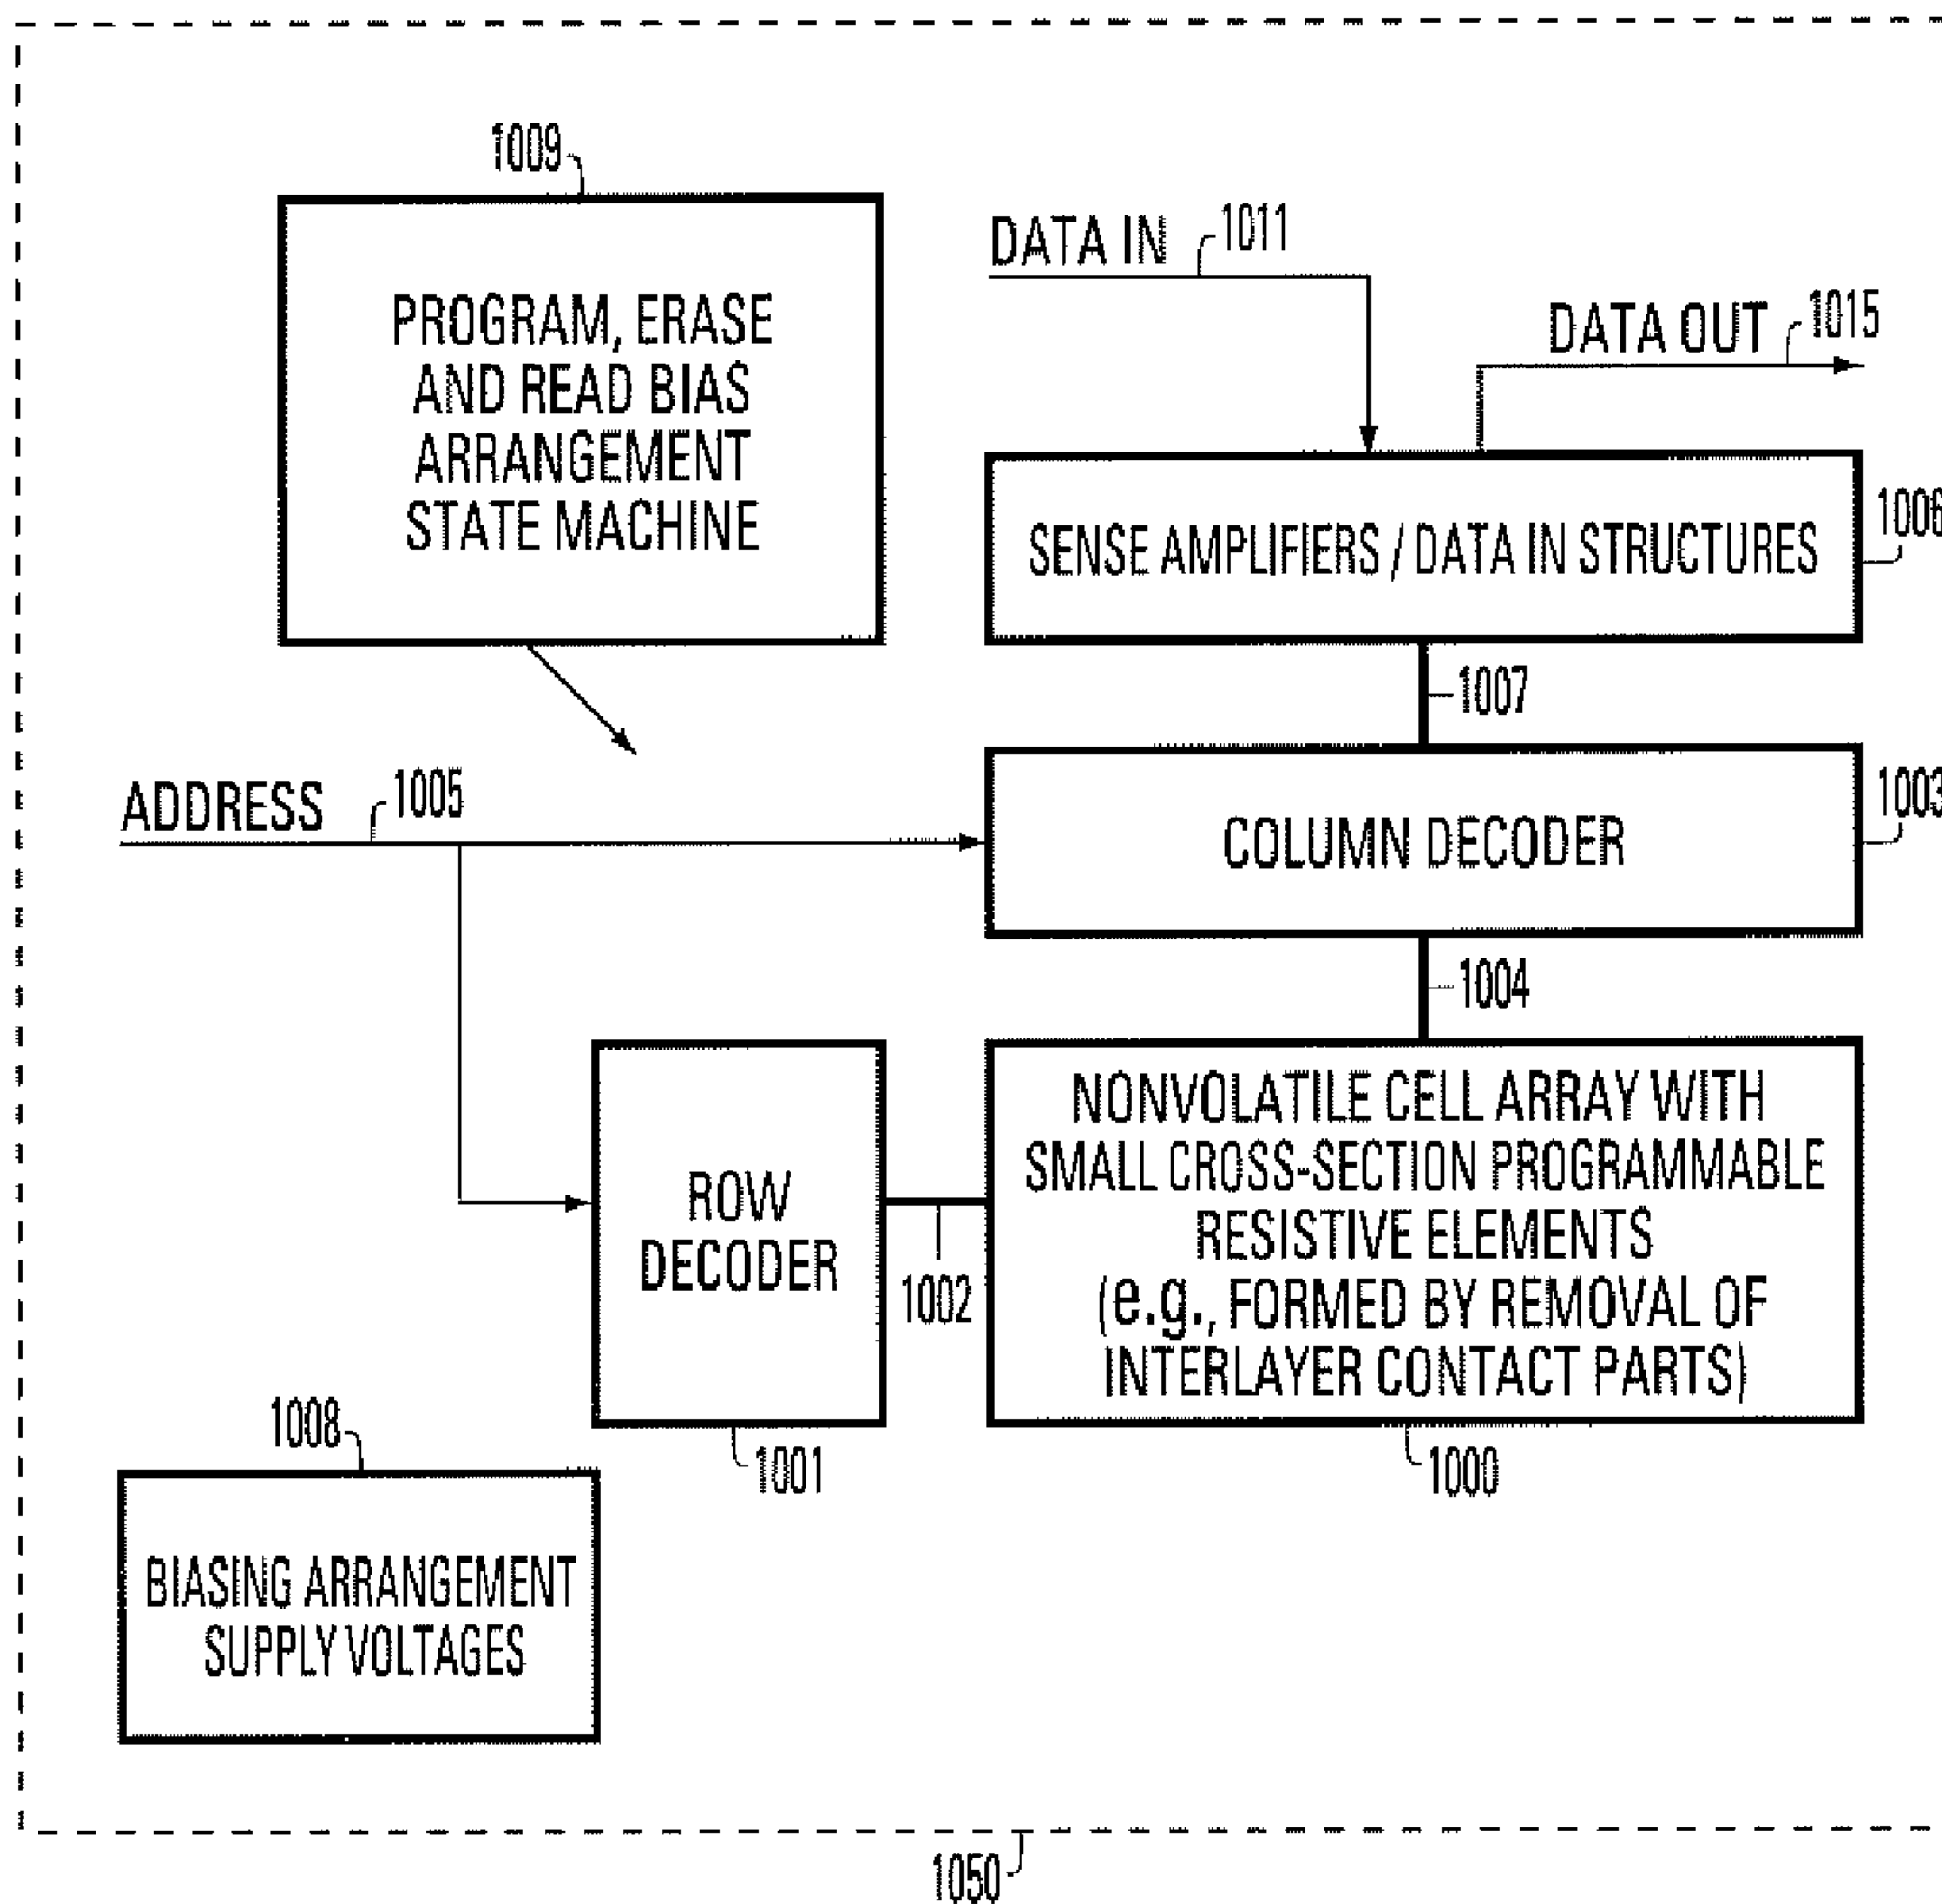 1009
PROGRAM, ERASE
AND READ BIAS
ARRANGEMENT
STATE MACHINE
DATA IN
1011
DATA OUT
1015
SENSE AMPLIFIERS / DATA IN STRUCTURES
1006
1007
ADDRESS
1005
COLUMN DECODER
1003
1004
ROW
DECODER
1001
1002
NONVOLATILE CELL ARRAY WITH
SMALL CROSS-SECTION PROGRAMMABLE
RESISTIVE ELEMENTS
(e.g., FORMED BY REMOVAL OF
INTERLAYER CONTACT PARTS)
1000
1008
BIASING ARRANGEMENT
SUPPLY VOLTAGES
1050